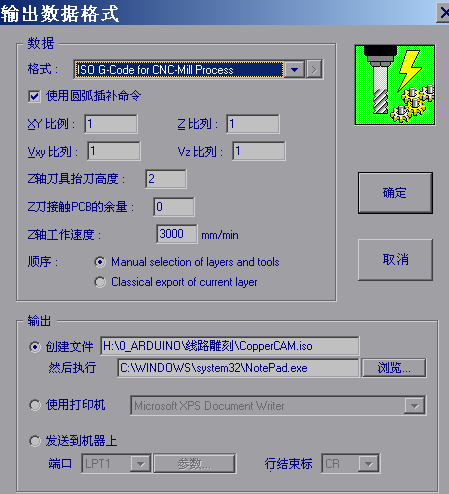 输出数据格式
数据
格式： ISO G-Code for CNC-Mill Process >
使用圆弧插补命令
XY 比例： 1 Z 比列： 1
Vxy 比列： 1 Vz 比列： 1
Z轴刀具抬刀高度： 2
Z刀接触PCB的余量： 0
Z轴工作速度： 3000 mm/min
顺序： Manual selection of layers and tools
Classical export of current layer
确定
取消
输出
创建文件 H:\0_ARDUINO\线路雕刻\CopperCAM.iso
然后执行 C:\WINDOWS\system32\NotePad.exe 浏览...
使用打印机 Microsoft XPS Document Writer
发送到机器上
端口 LPT1 参数... 行结束标 CR